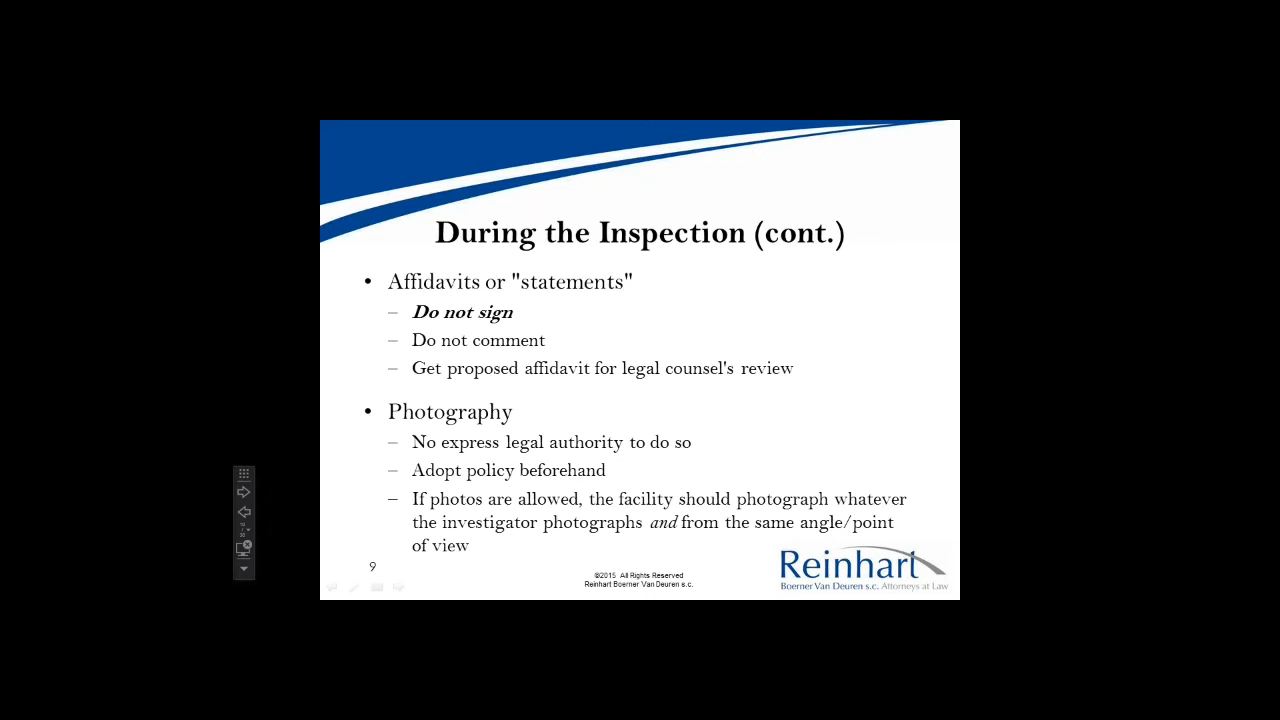 During the Inspection (cont.)
• Affidavits or "statements"
– Do not sign
– Do not comment
– Get proposed affidavit for legal counsel's review
• Photography
– No express legal authority to do so
– Adopt policy beforehand
– If photos are allowed, the facility should photograph whatever
the investigator photographs and from the same angle/point
of view
9
©2015 All Rights Reserved
Reinhart Boerner Van Deuren s.c.
Reinhart
Boerner Van Deuren s.c. Attorneys at Law